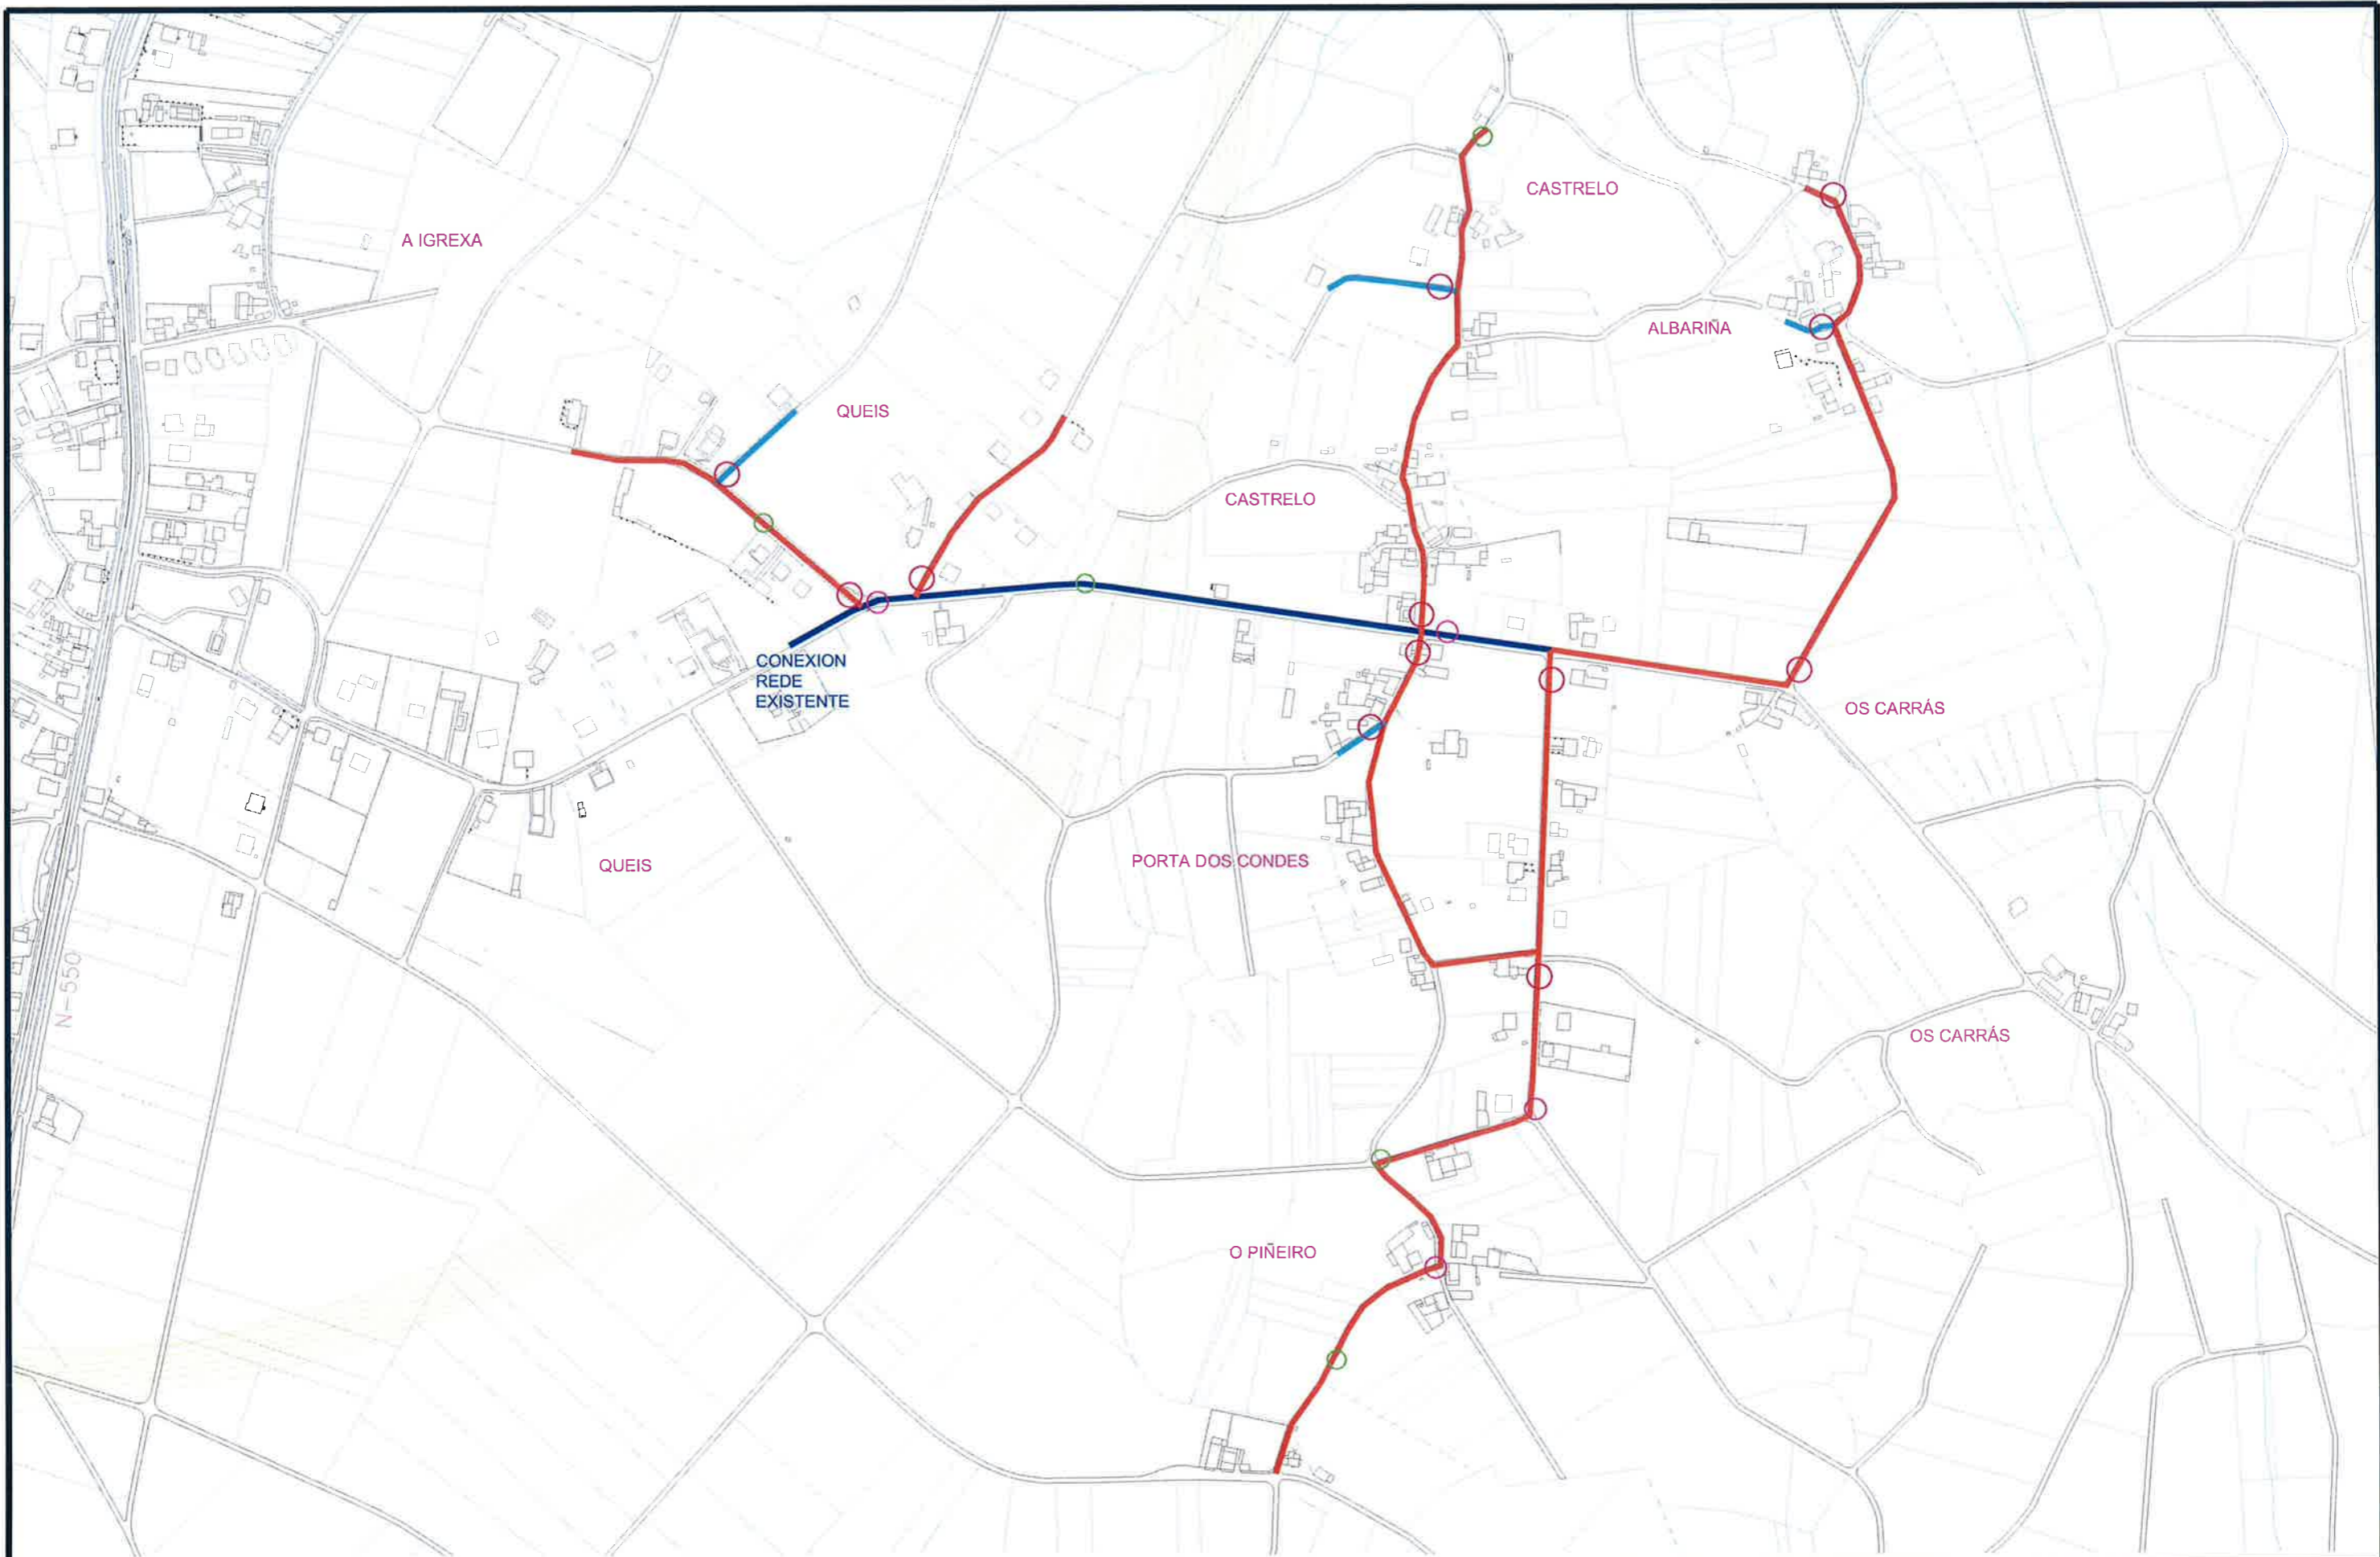 CASTRELO
A IGREXA
ALBARIÑA
QUEIS
CASTRELO
CONEXION
REDE
EXISTENTE
OS CARRÁS
PORTA DOS CONDES
QUEIS
N-550
OS CARRÁS
O PIÑEIRO